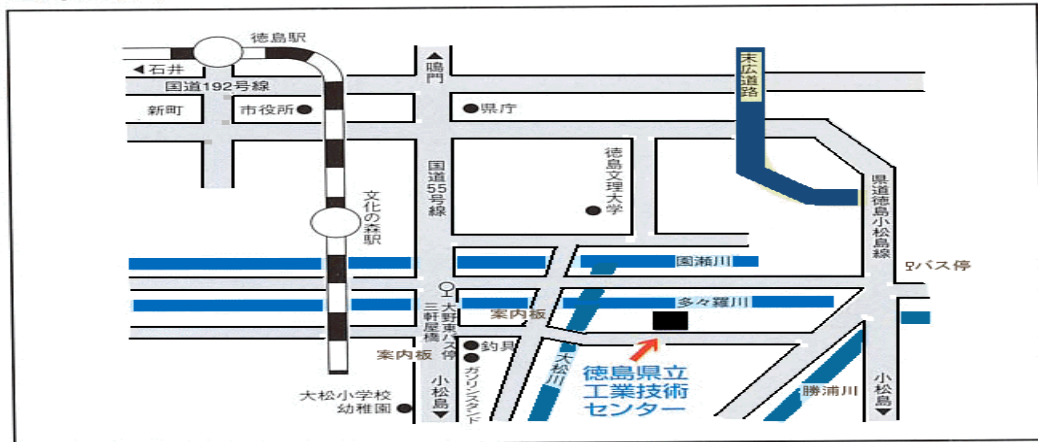 徳島駅
◀石井
国道192号線
新町
市役所
▲鳴門
県庁
末広道路
国道55号線
徳島文理大学
県道徳島小松島線
文化の森駅
園瀬川
バス停
多々羅川
大野東バス停
三軒屋橋
案内板
案内板
釣具
ガソリンスタンド
大松川
徳島県立
工業技術
センター
勝浦川
大松小学校
幼稚園
小松島▼
小松島▼